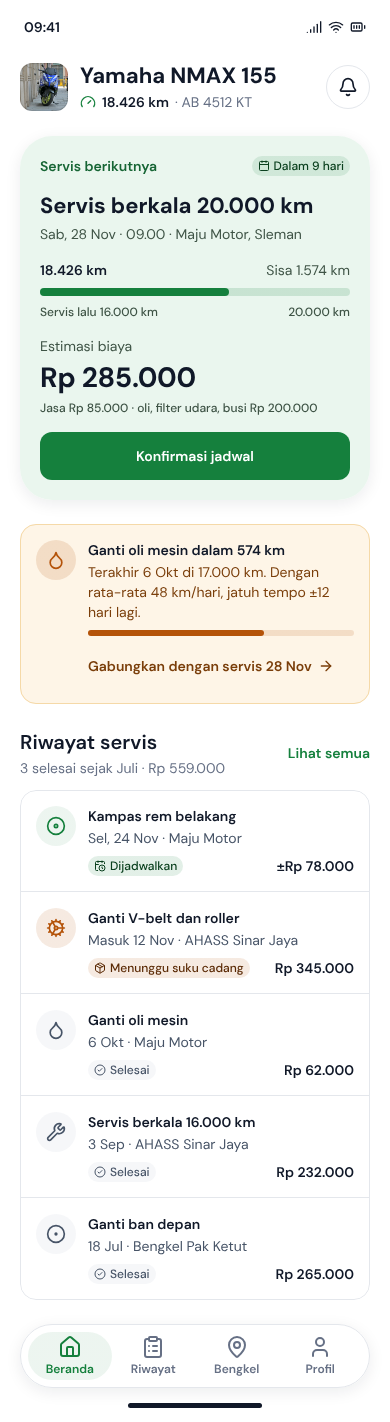 09:41
Yamaha NMAX 155
18.426 km · AB 4512 KT
Servis berikutnya
Dalam 9 hari
Servis berkala 20.000 km
Sab, 28 Nov · 09.00 · Maju Motor, Sleman
18.426 km
Sisa 1.574 km
Servis lalu 16.000 km
20.000 km
Estimasi biaya
Rp 285.000
Jasa Rp 85.000 · oli, filter udara, busi Rp 200.000
Konfirmasi jadwal
Ganti oli mesin dalam 574 km
Terakhir 6 Okt di 17.000 km. Dengan
rata-rata 48 km/hari, jatuh tempo ±12
hari lagi.
Gabungkan dengan servis 28 Nov →
Riwayat servis
3 selesai sejak Juli · Rp 559.000
Lihat semua
Kampas rem belakang
Sel, 24 Nov · Maju Motor
Dijadwalkan
±Rp 78.000
Ganti V-belt dan roller
Masuk 12 Nov · AHASS Sinar Jaya
Menunggu suku cadang
Rp 345.000
Ganti oli mesin
6 Okt · Maju Motor
Selesai
Rp 62.000
Servis berkala 16.000 km
3 Sep · AHASS Sinar Jaya
Selesai
Rp 232.000
Ganti ban depan
18 Jul · Bengkel Pak Ketut
Selesai
Rp 265.000
Beranda
Riwayat
Bengkel
Profil